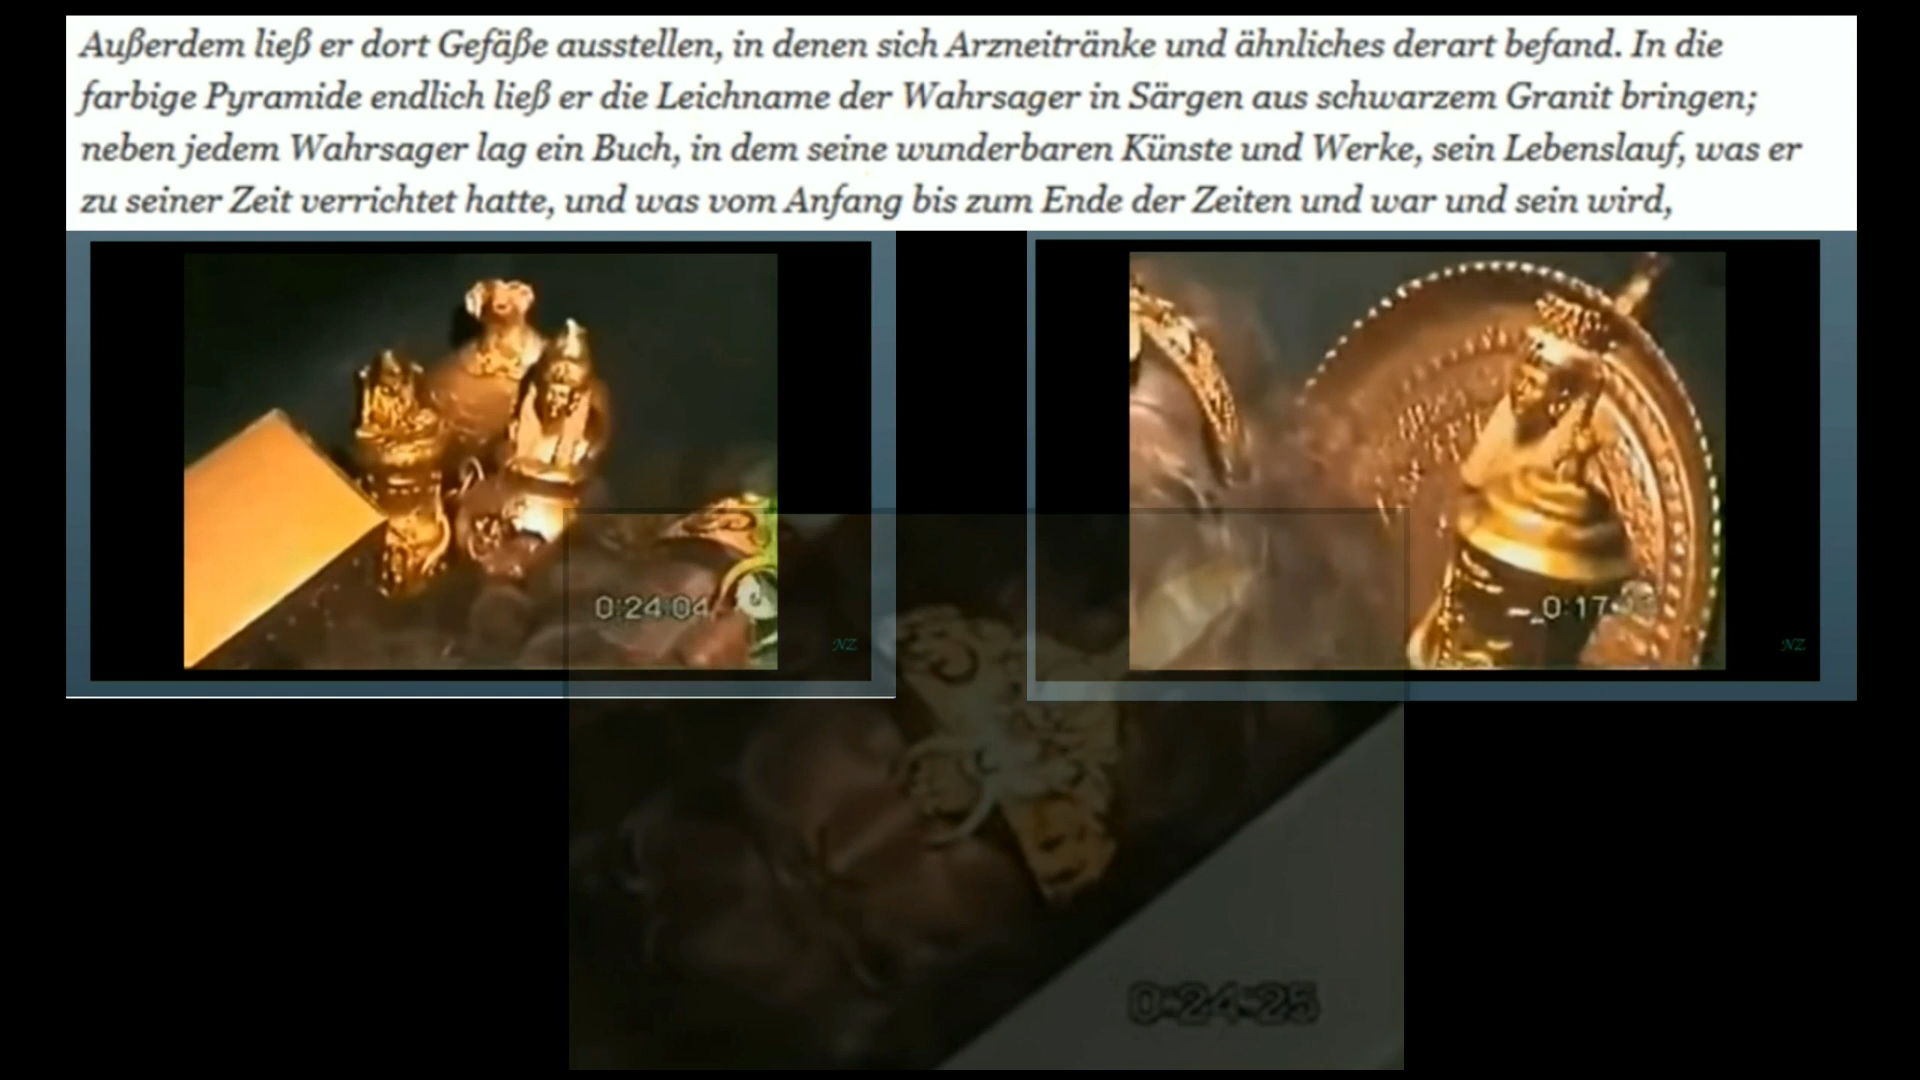 Außerdem ließ er dort Gefäße ausstellen, in denen sich Arzneitränke und ähnliches derart befand. In die
farbige Pyramide endlich ließ er die Leichname der Wahrsager in Särgen aus schwarzem Granit bringen;
neben jedem Wahrsager lag ein Buch, in dem seine wunderbaren Künste und Werke, sein Lebenslauf, was er
zu seiner Zeit verrichtet hatte, und was vom Anfang bis zum Ende der Zeiten und war und sein wird,
0:24:04
NZ
NZ
0:24:25